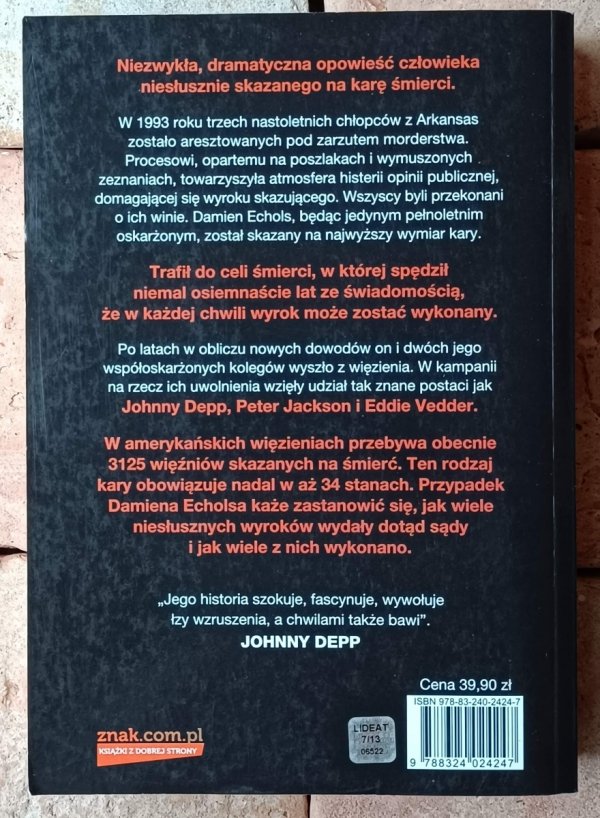 Niezwykła, dramatyczna opowieść człowieka
niesłusznie skazanego na karę śmierci.
W 1993 roku trzech nastoletnich chłopców z Arkansas
zostało aresztowanych pod zarzutem morderstwa.
Procesowi, opartemu na poszlakach i wymuszonych
zeznaniach, towarzyszyła atmosfera histerii opinii publicznej,
domagającej się wyroku skazującego. Wszyscy byli przekonani
o ich winie. Damien Echols, będąc jedynym pełnoletnim
oskarżonym, został skazany na najwyższy wymiar kary.
Trafił do celi śmierci, w której spędził
niemal osiemnaście lat ze świadomością,
że w każdej chwili wyrok może zostać wykonany.
Po latach w obliczu nowych dowodów on i dwóch jego
współoskarżonych kolegów wyszło z więzienia. W kampanii
na rzecz ich uwolnienia wzięły udział tak znane postaci jak
Johnny Depp, Peter Jackson i Eddie Vedder.
W amerykańskich więzieniach przebywa obecnie
3125 więźniów skazanych na śmierć. Ten rodzaj
kary obowiązuje nadal w aż 34 stanach. Przypadek
Damiena Echolsa każe zastanowić się, jak wiele
niesłusznych wyroków wydały dotąd sądy
i jak wiele z nich wykonano.
„Jego historia szokuje, fascynuje, wywołuje
łzy wzruszenia, a chwilami także bawi”.
JOHNNY DEPP
Cena 39,90 zł
ISBN 978-83-240-2424-7
9 788324 024247
LIDEAT
7/13
06522
znak.com.pl
KSIĄŻKI Z DOBREJ STRONY